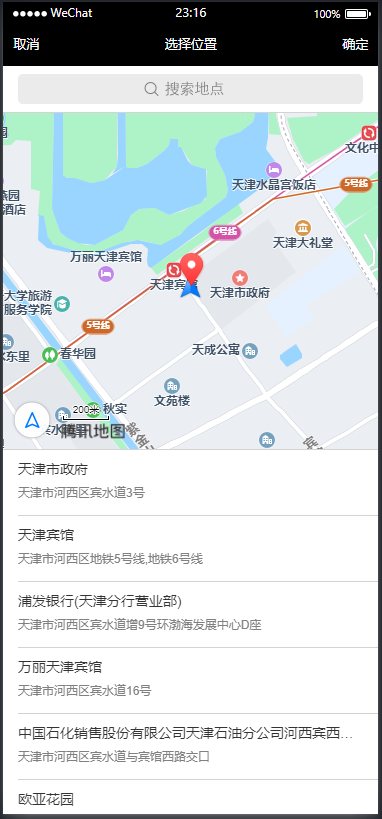 WeChat 23:16 100%
取消 选择位置 确定
搜索地点
文化中
5号线
天津水晶宫饭店
燕园
酒店
6号线
天津大礼堂
万丽天津宾馆
天津宾馆
天津市政府
大学旅游
服务学院
5号线
水东里
春华园
天成公寓
文苑楼
200米
秋实
宾水
腾讯地图
紫金
宾
天津市政府
天津市河西区宾水道3号
天津宾馆
天津市河西区地铁5号线,地铁6号线
浦发银行(天津分行营业部)
天津市河西区宾水道增9号环渤海发展中心D座
万丽天津宾馆
天津市河西区宾水道16号
中国石化销售股份有限公司天津石油分公司河西宾西…
天津市河西区宾水道与宾馆西路交口
欧亚花园